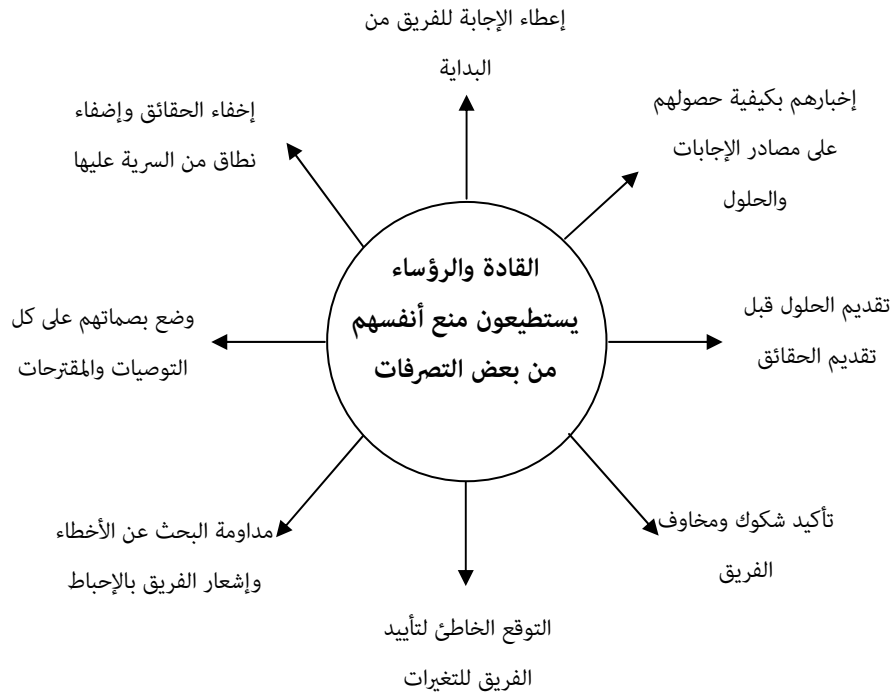 إعطاء الإجابة للفريق من
البداية
إخبارهم بكيفية حصولهم
على مصادر الإجابات
والحلول
تقديم الحلول قبل
تقديم الحقائق
تأكيد شكوك ومخاوف
الفريق
التوقع الخاطئ لتأييد
الفريق للتغيرات
مداومة البحث عن الأخطاء
وإشعار الفريق بالإحباط
وضع بصماتهم على كل
التوصيات والمقترحات
إخفاء الحقائق وإضفاء
نطاق من السرية عليها
القادة والرؤساء
يستطيعون منع أنفسهم
من بعض التصرفات